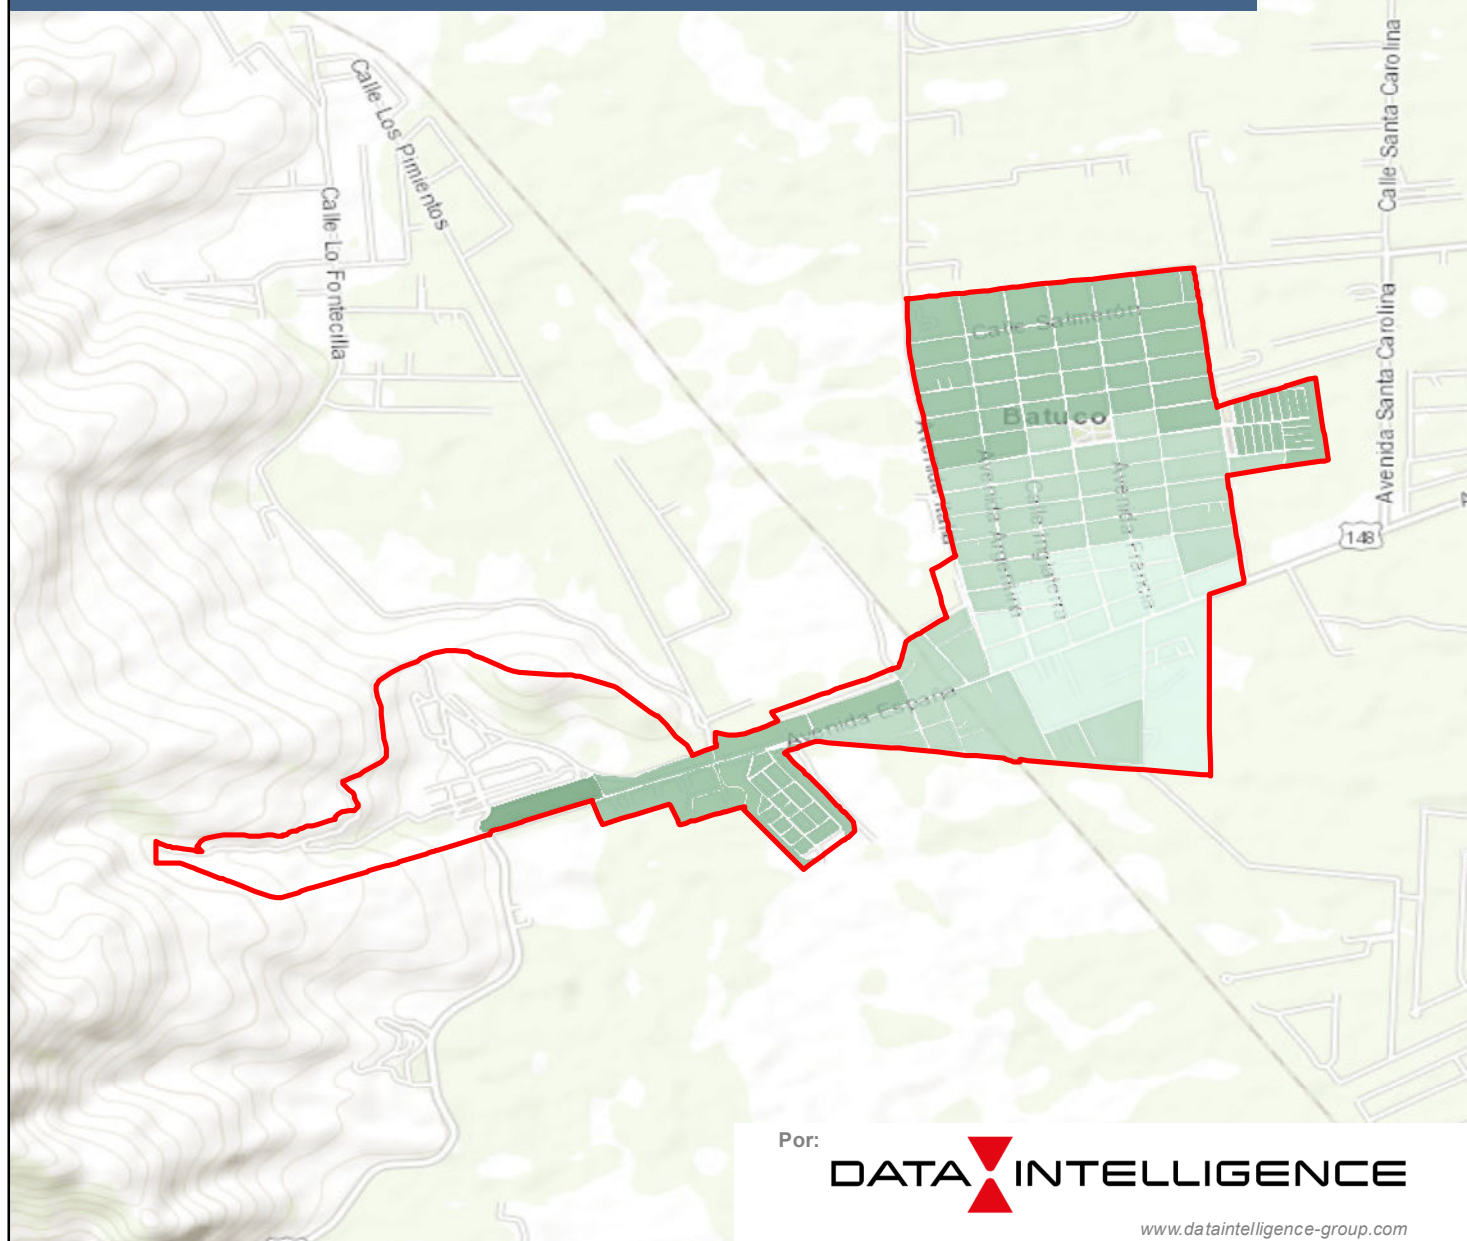 Calle Los Pimientos
Calle Lo Fontecilla
Calle Santa Carolina
Avenida Santa Carolina
Calle Salmerón
Batuco
Avenida Italia
Avenida Argentina
Calle Inglaterra
Avenida Francia
148
Avenida España
Por:
DATA INTELLIGENCE
www.dataintelligence-group.com